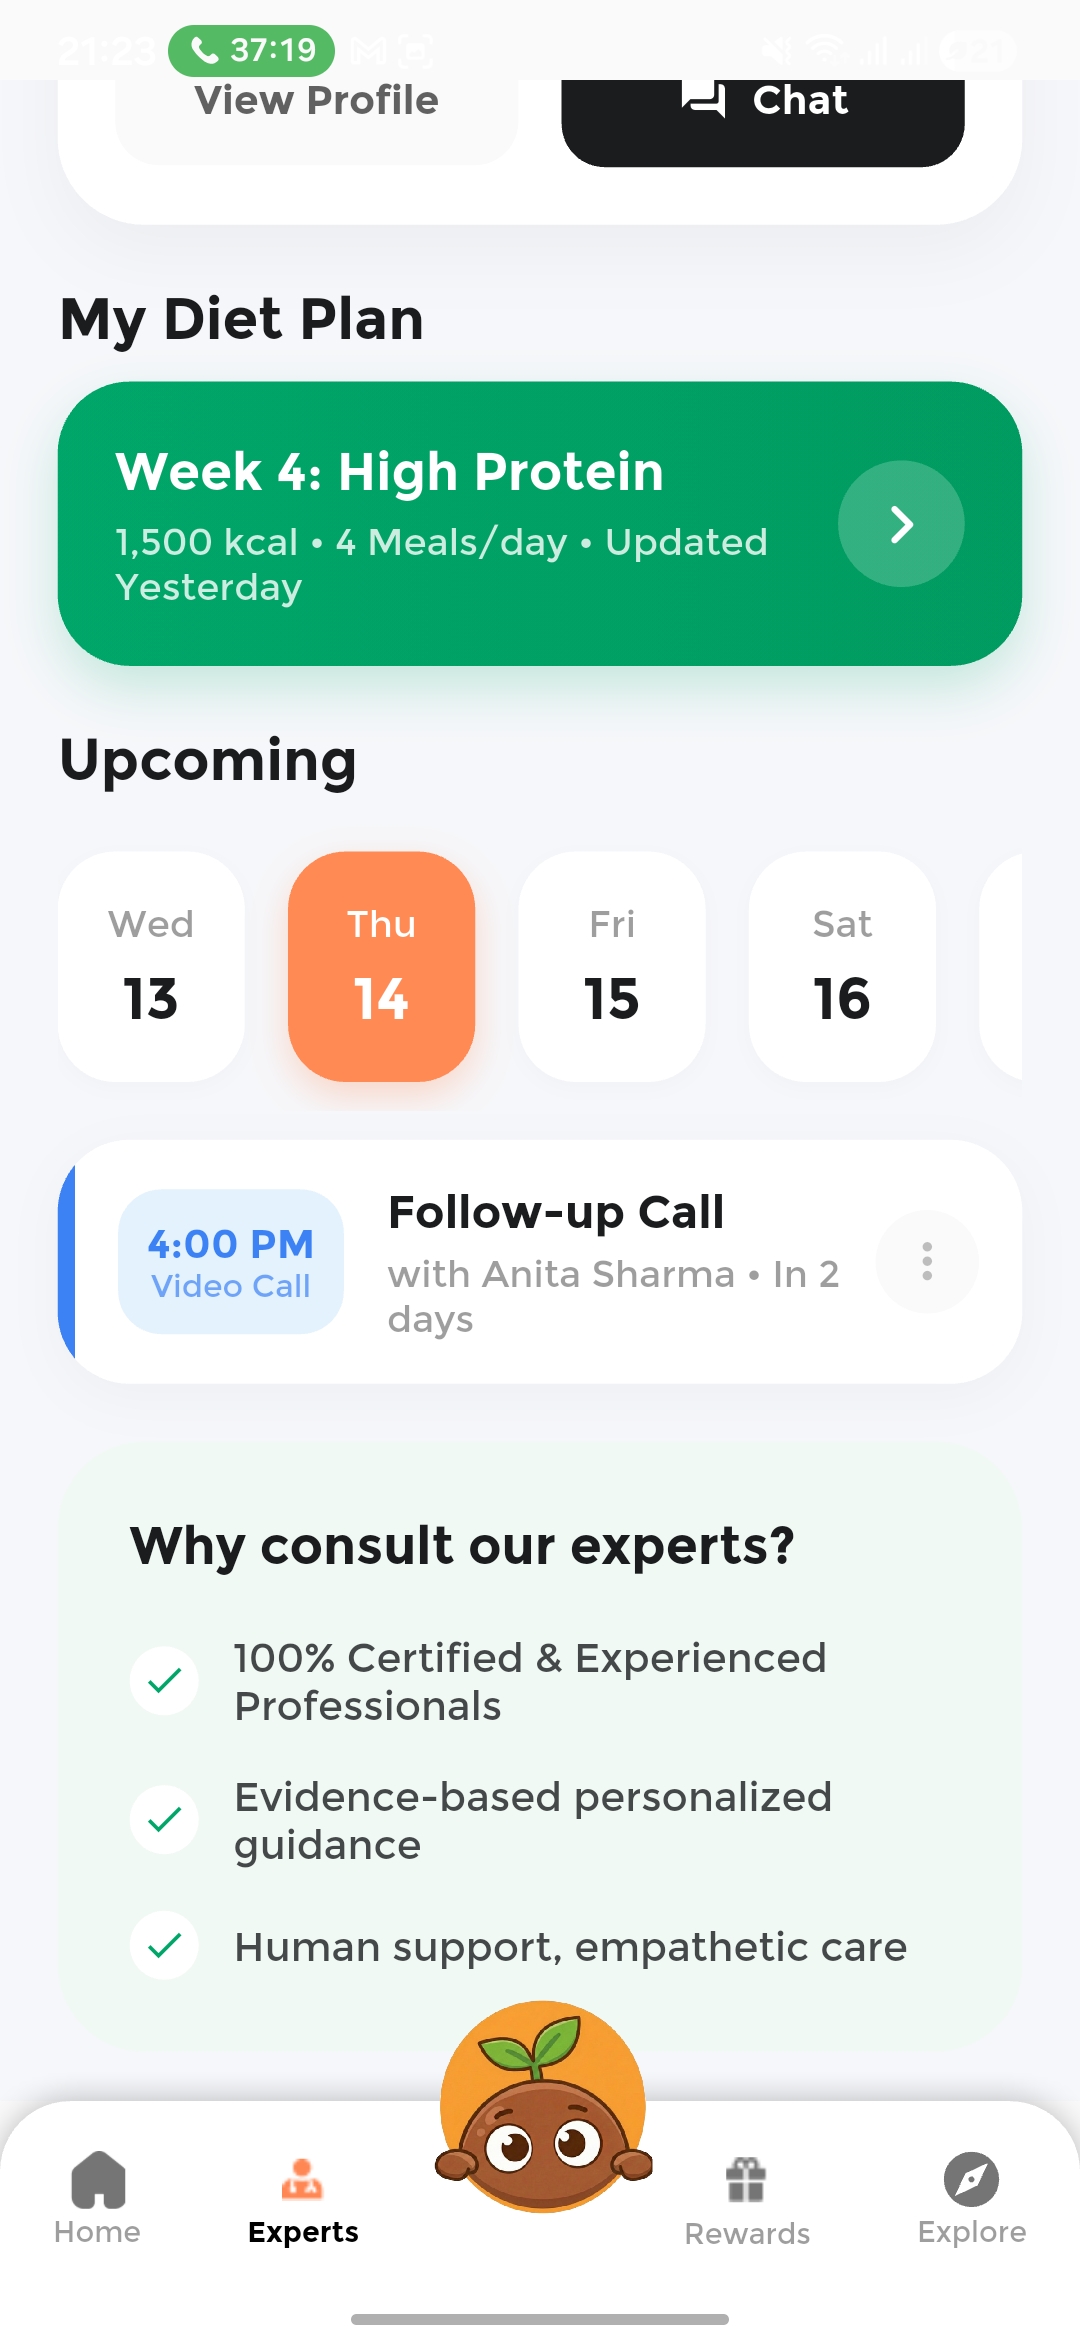 21:23
37:19
View Profile
Chat
My Diet Plan
Week 4: High Protein
1,500 kcal • 4 Meals/day • Updated
Yesterday
Upcoming
Wed
13
Thu
14
Fri
15
Sat
16
4:00 PM
Video Call
Follow-up Call
with Anita Sharma • In 2
days
Why consult our experts?
100% Certified & Experienced
Professionals
Evidence-based personalized
guidance
Human support, empathetic care
Home
Experts
Rewards
Explore